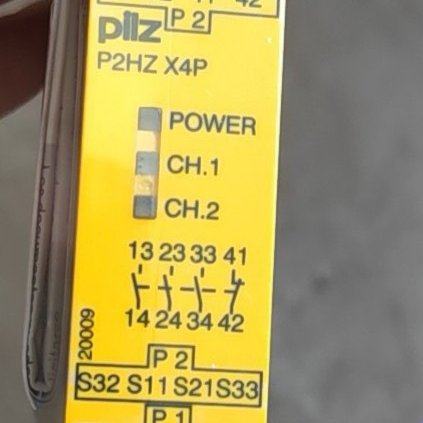 42
pilz P 2
P2HZ X4P
POWER
CH.1
CH.2
13 23 33 41
14 24 34 42
20009
P 2
S32 S11 S21 S33
P 1